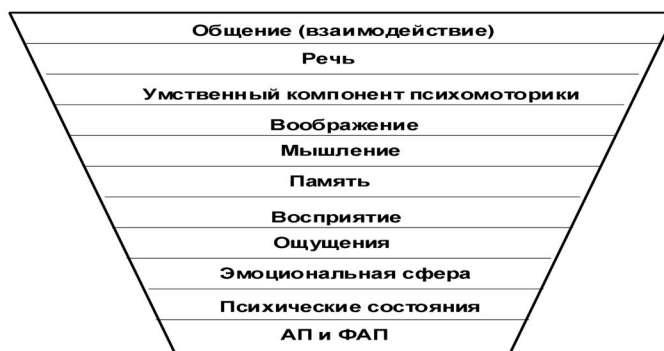 Общение (взаимодействие)
Речь
Умственный компонент психомоторики
Воображение
Мышление
Память
Восприятие
Ощущения
Эмоциональная сфера
Психические состояния
АП и ФАП